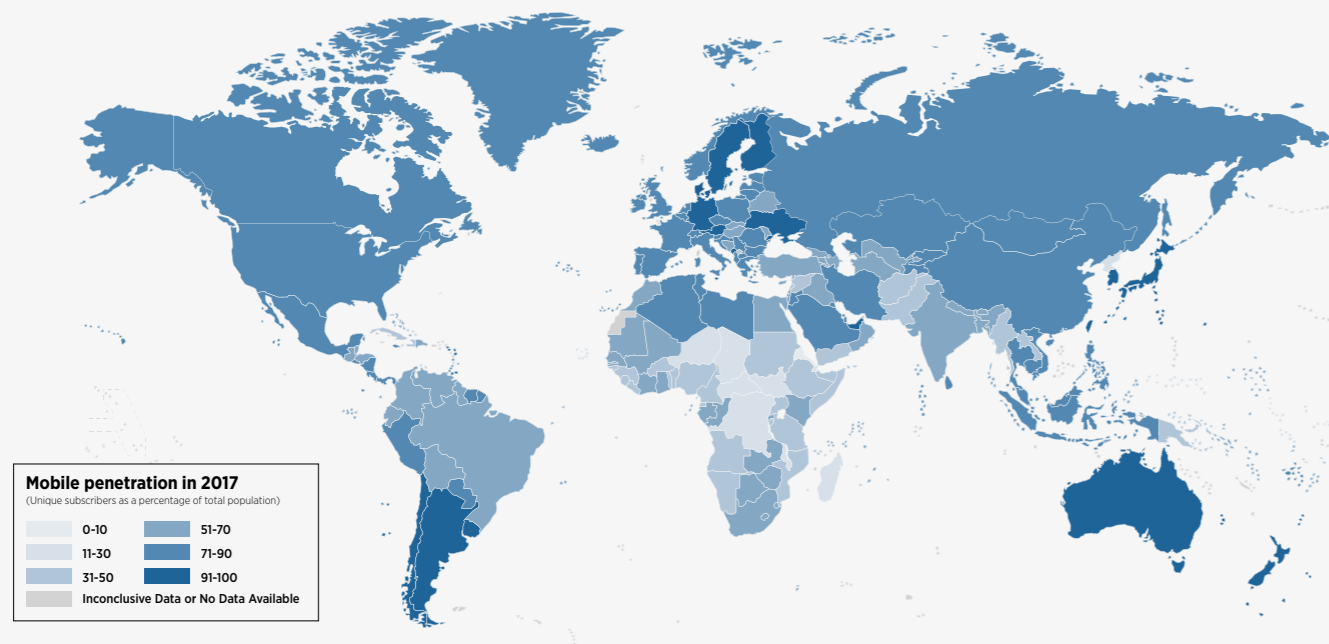 Mobile penetration in 2017
(Unique subscribers as a percentage of total population)
0-10
51-70
11-30
71-90
31-50
91-100
Inconclusive Data or No Data Available